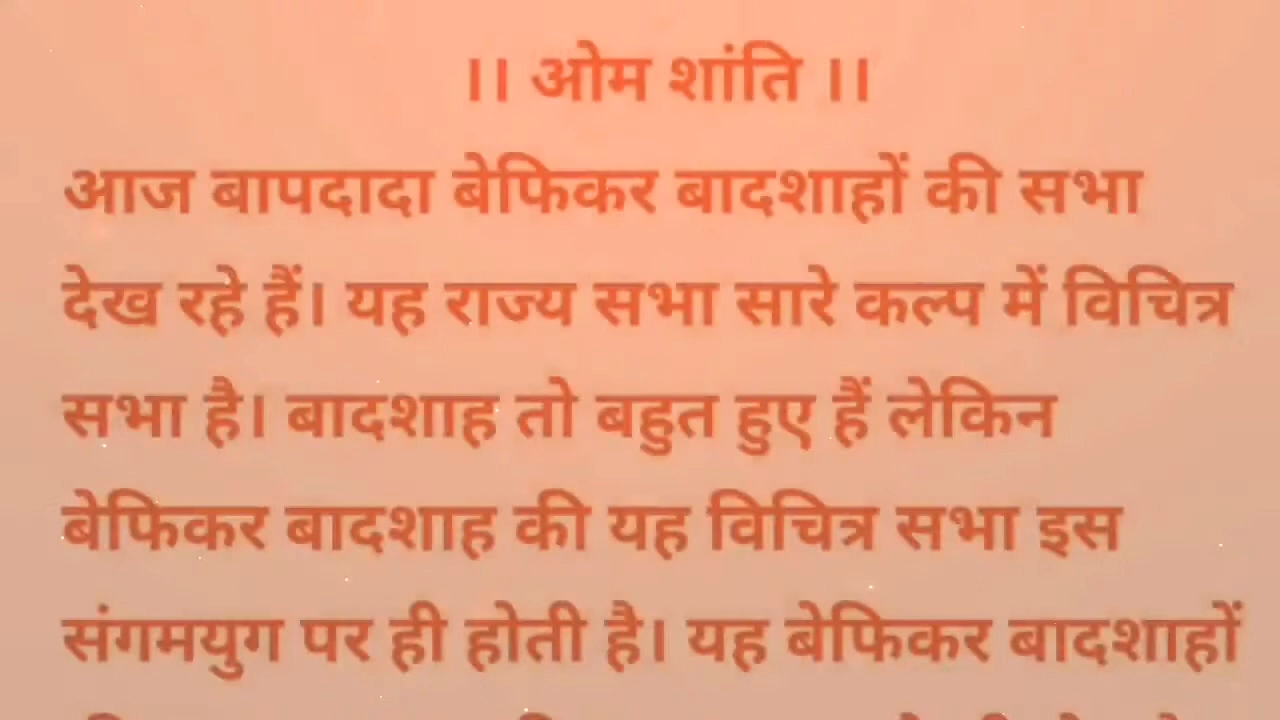 ।। ओम शांति ।।
आज बापदादा बेफिकर बादशाहों की सभा
देख रहे हैं। यह राज्य सभा सारे कल्प में विचित्र
सभा है। बादशाह तो बहुत हुए हैं लेकिन
बेफिकर बादशाह की यह विचित्र सभा इस
संगमयुग पर ही होती है। यह बेफिकर बादशाहों